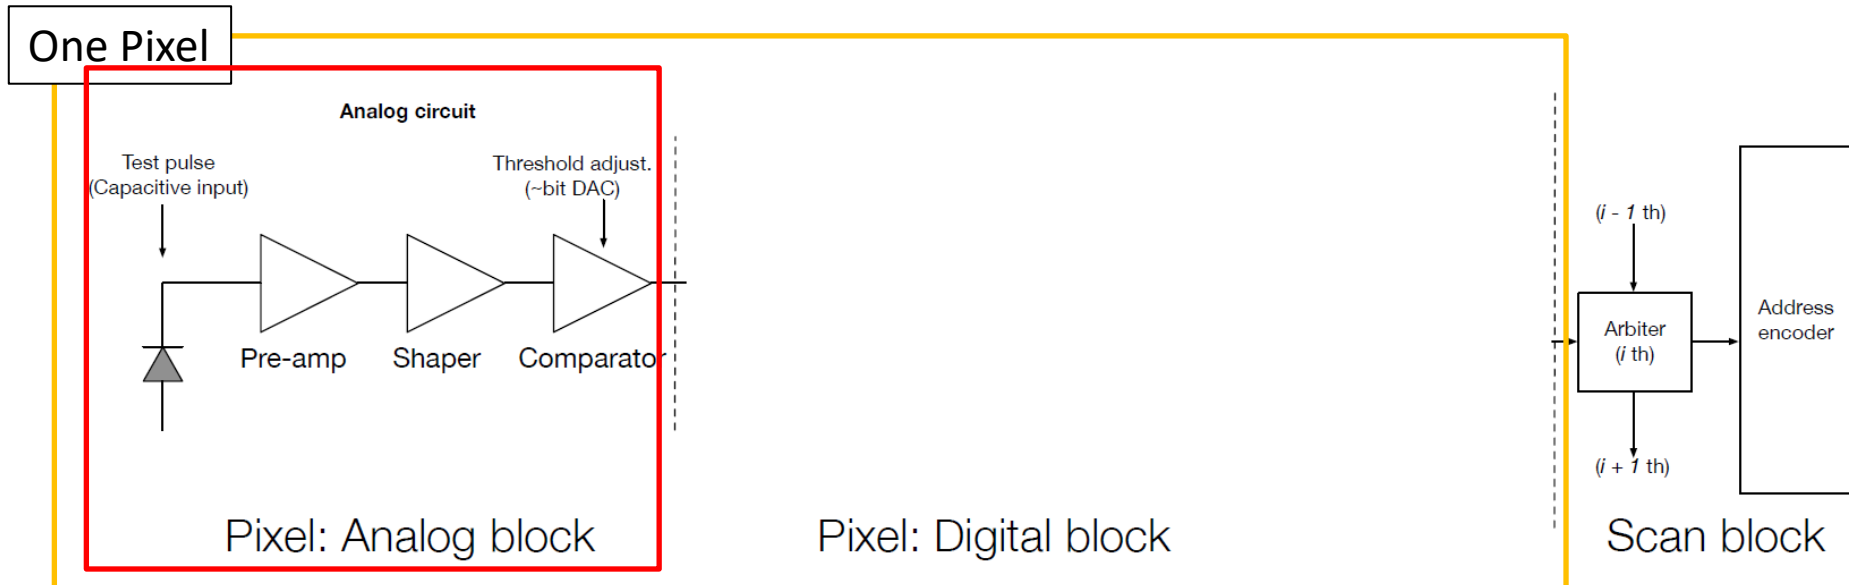 One Pixel
Analog circuit
Test pulse
(Capacitive input)
Threshold adjust.
(~bit DAC)
Pre-amp
Shaper
Comparator
(i - 1 th)
Arbiter
(i th)
(i + 1 th)
Address
encoder
Pixel: Analog block
Pixel: Digital block
Scan block